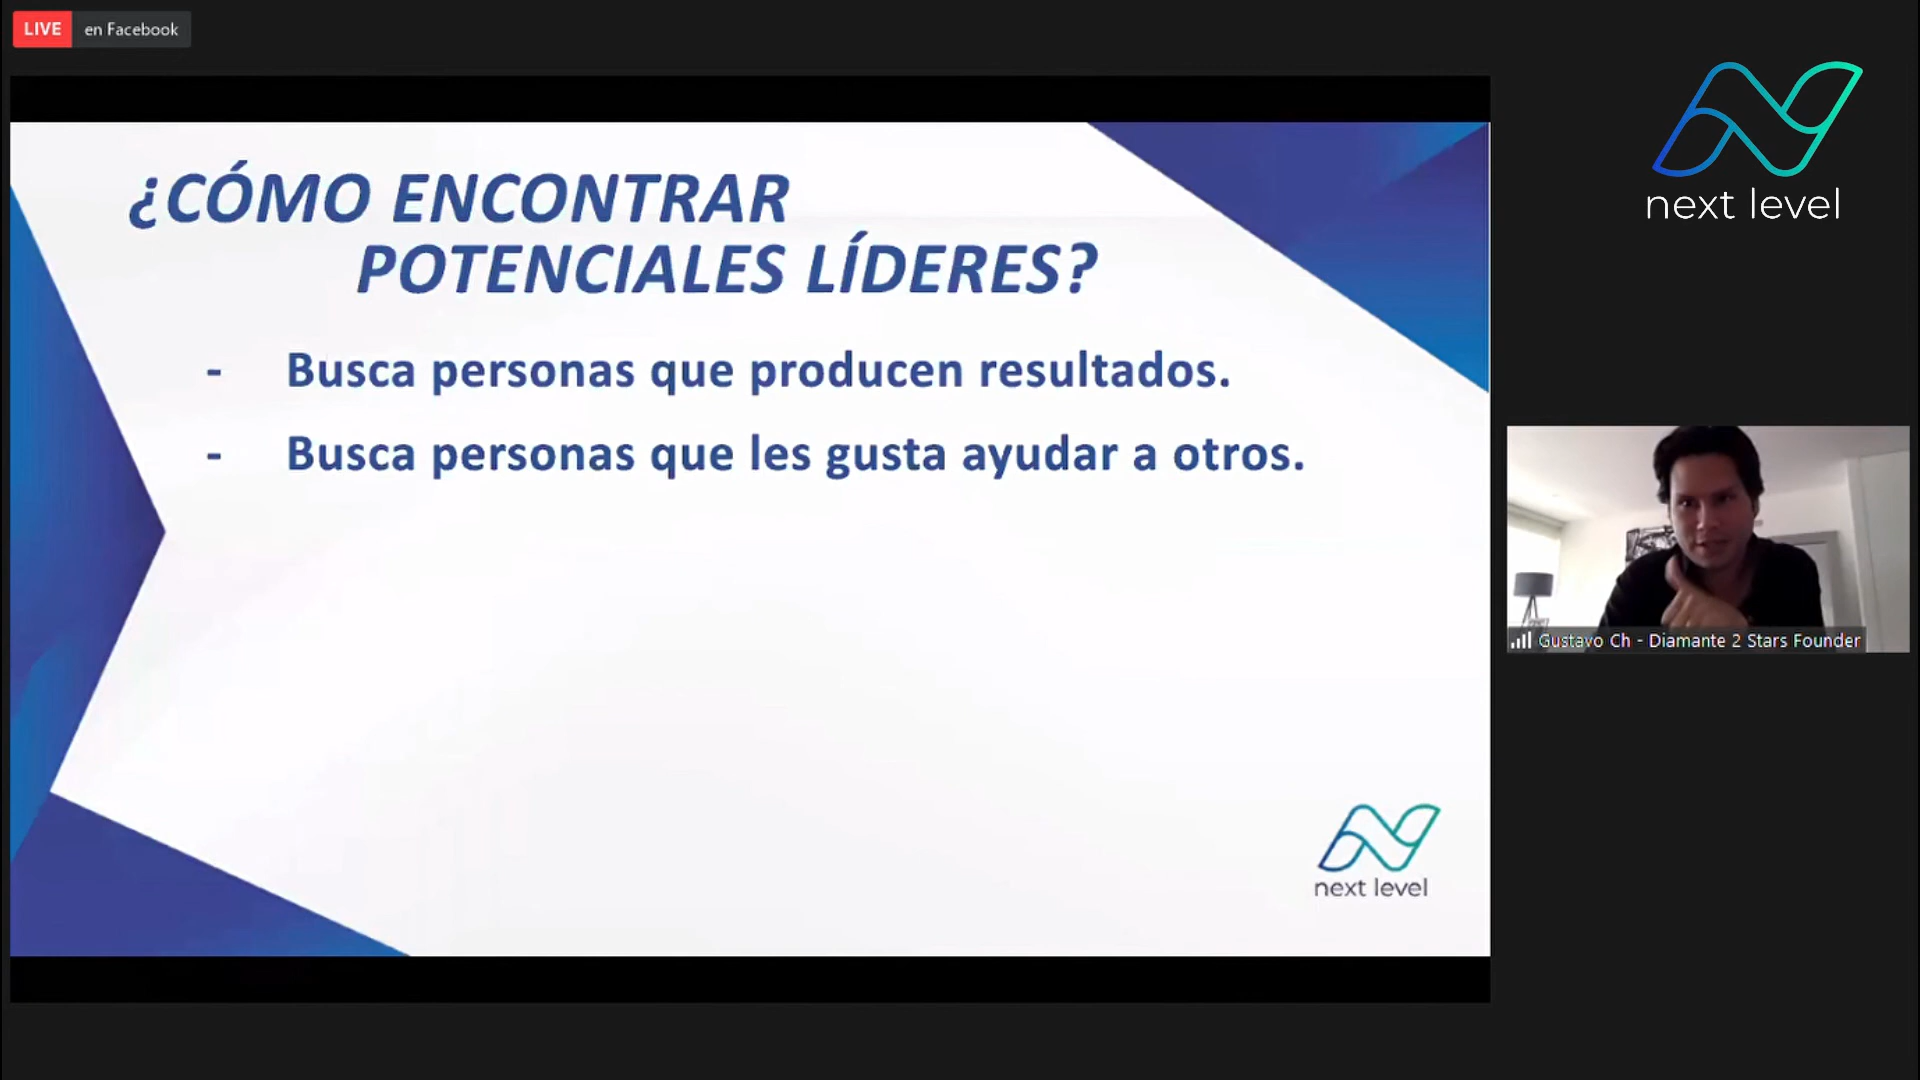 LIVE en Facebook
¿CÓMO ENCONTRAR
POTENCIALES LÍDERES?
- Busca personas que producen resultados.
- Busca personas que les gusta ayudar a otros.
next level
next level
Gustavo Ch - Diamante 2 Stars Founder